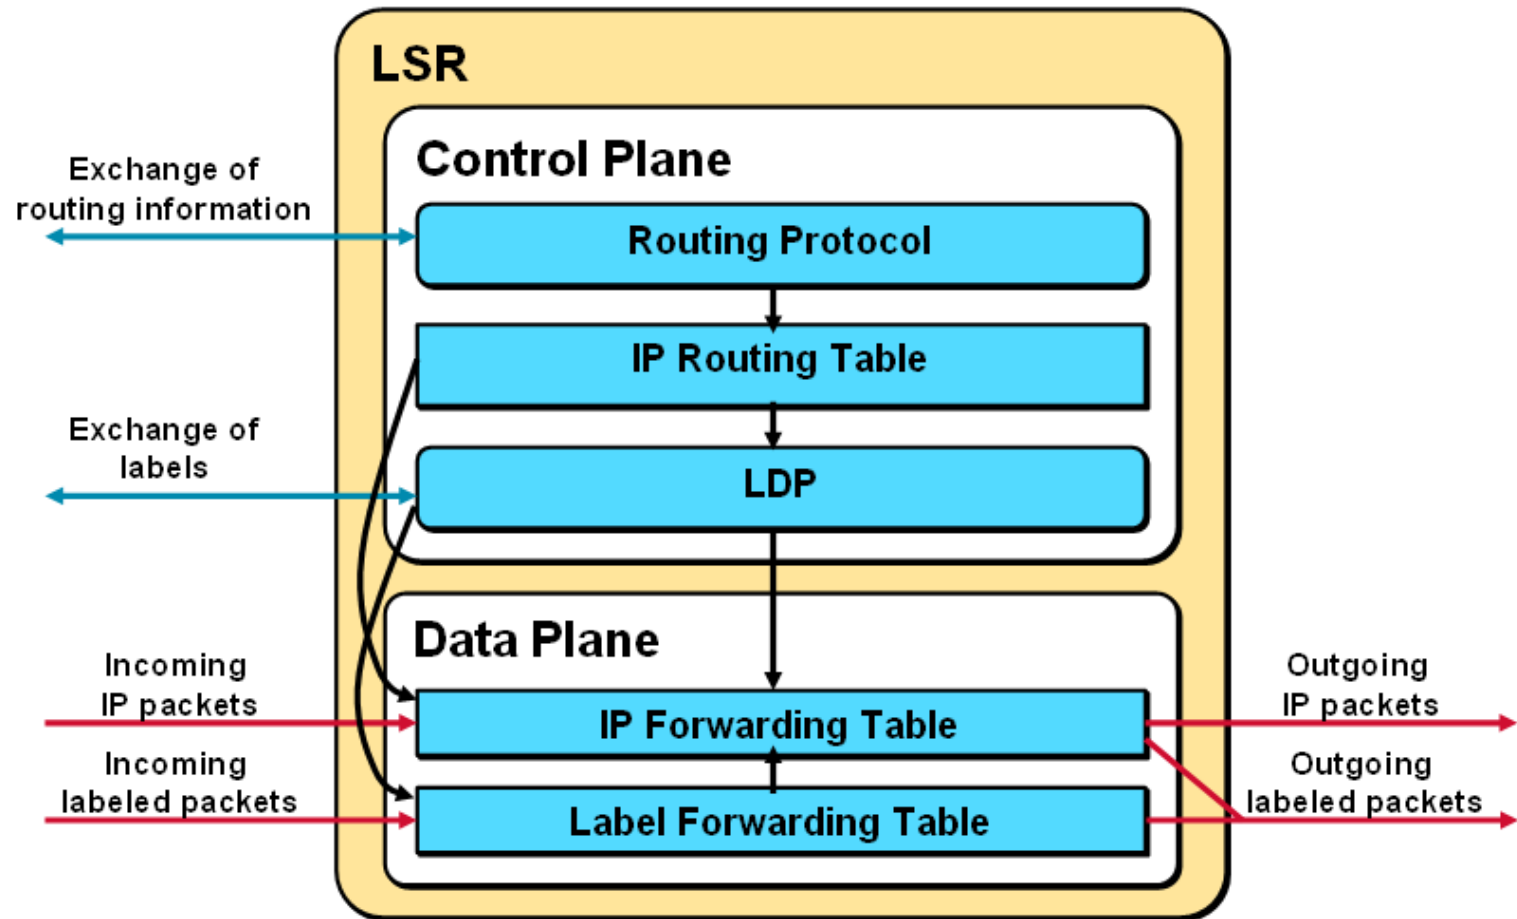 LSR
Control Plane
Exchange of
routing information
Routing Protocol
IP Routing Table
Exchange of
labels
LDP
Data Plane
Incoming
IP packets
IP Forwarding Table
Outgoing
IP packets
Incoming
labeled packets
Label Forwarding Table
Outgoing
labeled packets